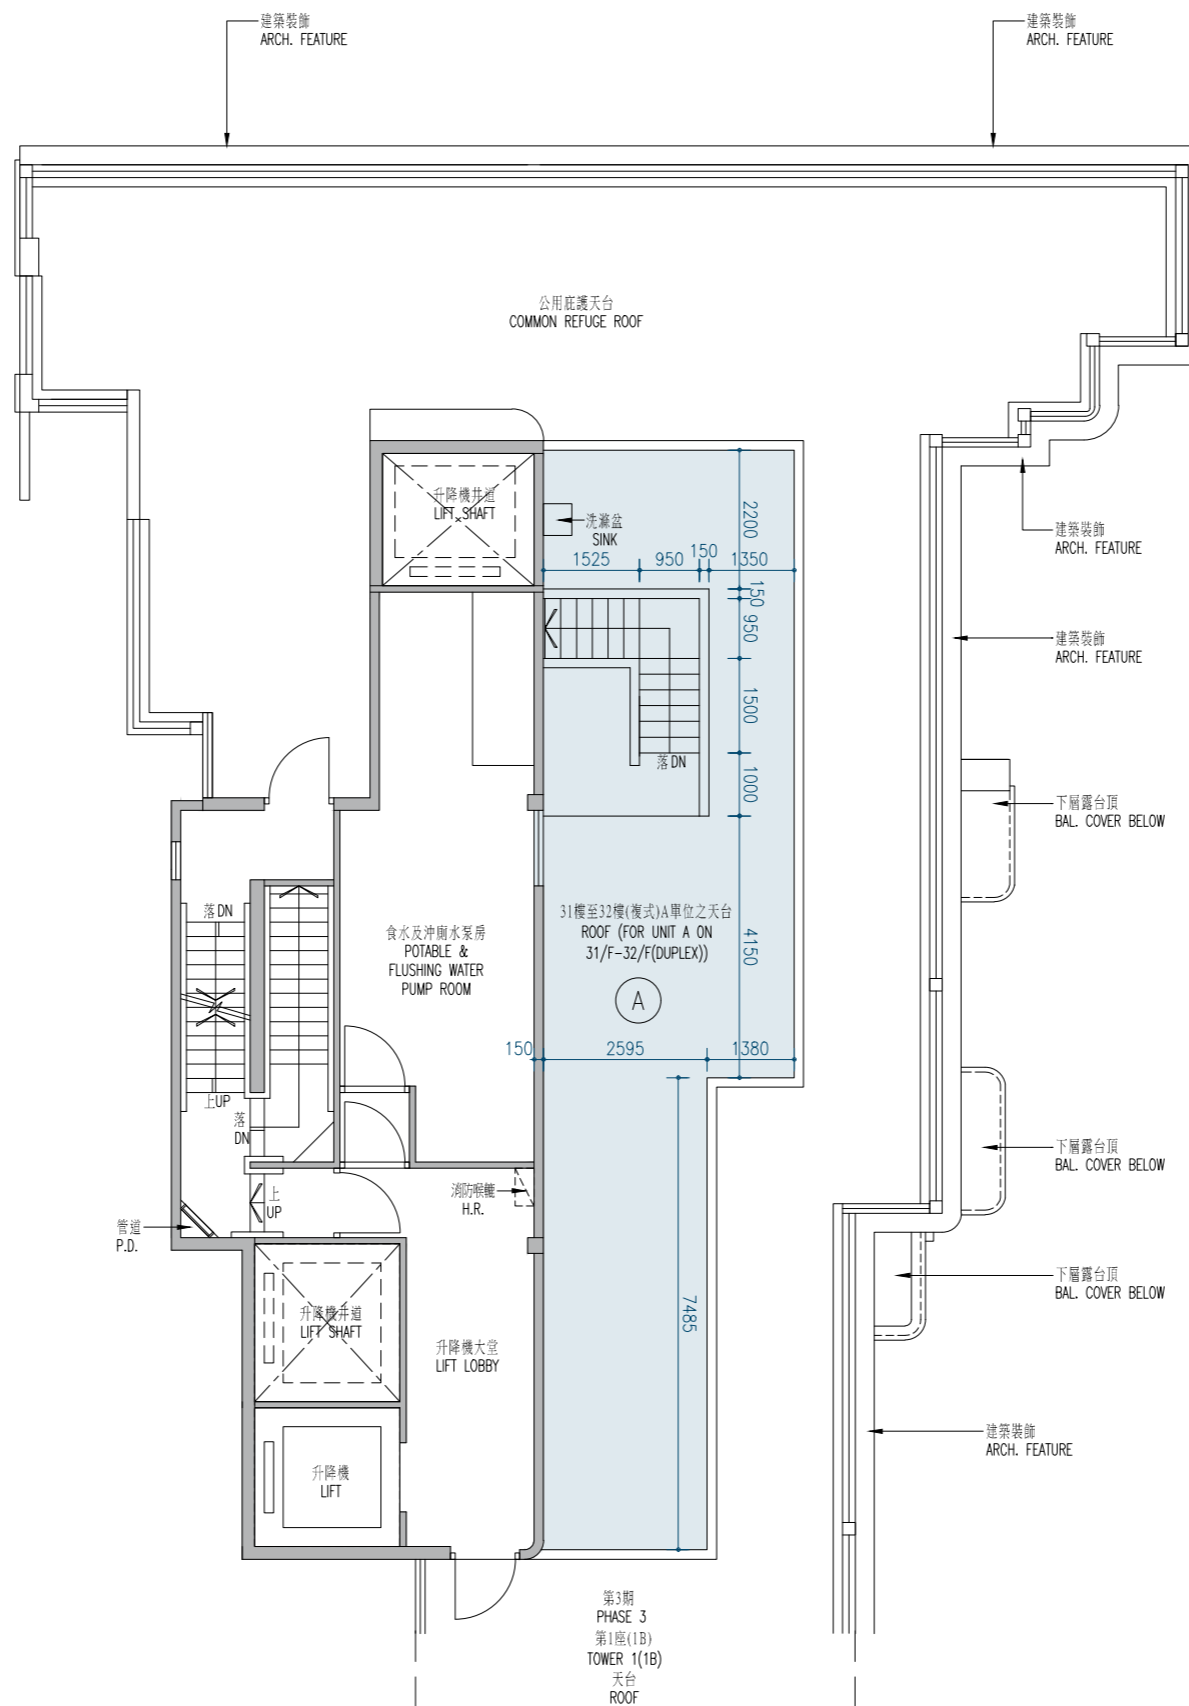 建築裝飾
ARCH. FEATURE
建築裝飾
ARCH. FEATURE
公用庇護天台
COMMON REFUGE ROOF
升降機井道
LIFT SHAFT
洗滌盆
SINK
2200
1525
950
150
1350
150
950
1500
1000
落DN
建築裝飾
ARCH. FEATURE
建築裝飾
ARCH. FEATURE
下層露台頂
BAL. COVER BELOW
落DN
食水及沖廁水泵房
POTABLE &
FLUSHING WATER
PUMP ROOM
31樓至32樓(複式)A單位之天台
ROOF (FOR UNIT A ON
31/F-32/F(DUPLEX))
A
4150
150
2595
1380
上UP
落
DN
上
UP
管道
P.D.
消防喉轆
H.R.
下層露台頂
BAL. COVER BELOW
下層露台頂
BAL. COVER BELOW
升降機井道
LIFT SHAFT
升降機大堂
LIFT LOBBY
7485
升降機
LIFT
建築裝飾
ARCH. FEATURE
第3期
PHASE 3
第1座(1B)
TOWER 1(1B)
天台
ROOF